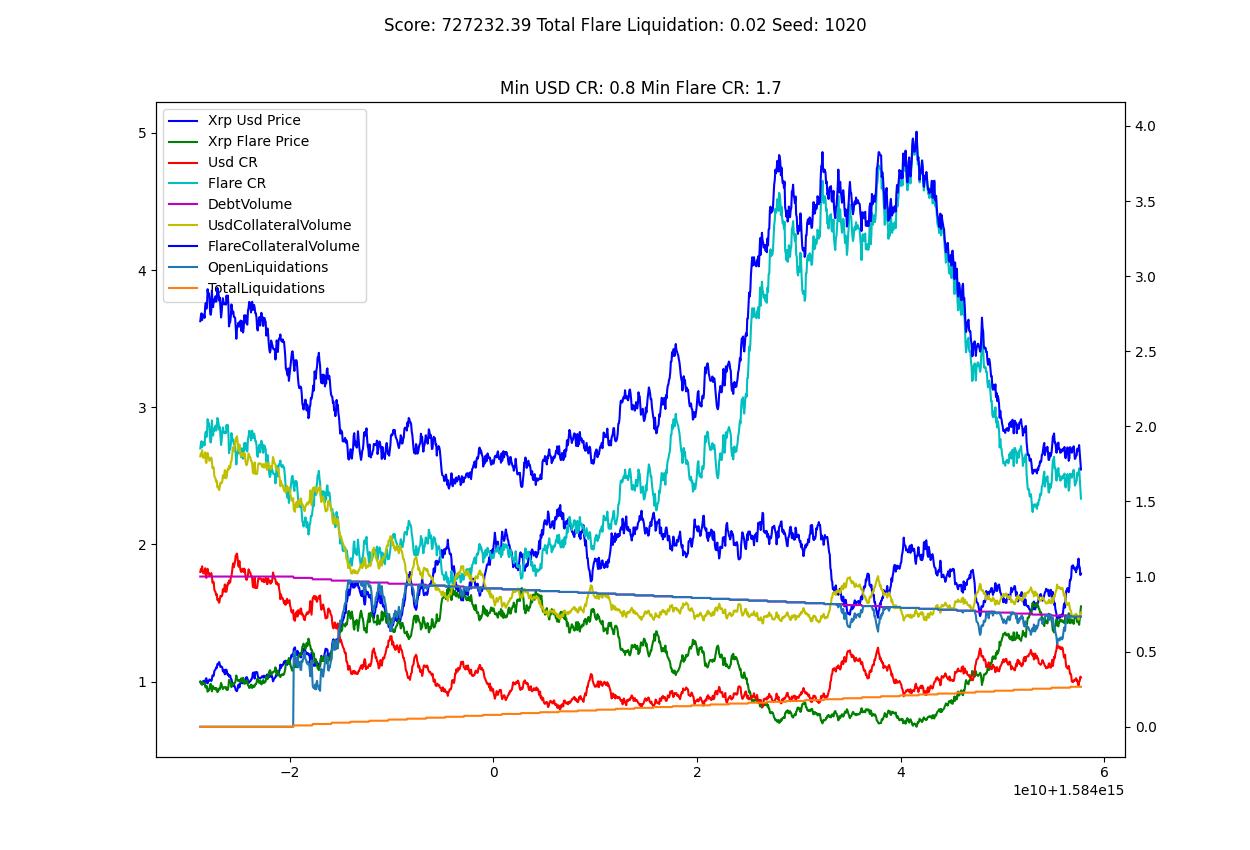 Score: 727232.39 Total Flare Liquidation: 0.02 Seed: 1020
Min USD CR: 0.8 Min Flare CR: 1.7
Xrp Usd Price
Xrp Flare Price
Usd CR
Flare CR
DebtVolume
UsdCollateralVolume
FlareCollateralVolume
OpenLiquidations
TotalLiquidations
5
4
3
2
1
4.0
3.5
3.0
2.5
2.0
1.5
1.0
0.5
0.0
−2 0 2 4 6
1e10+1.584e15